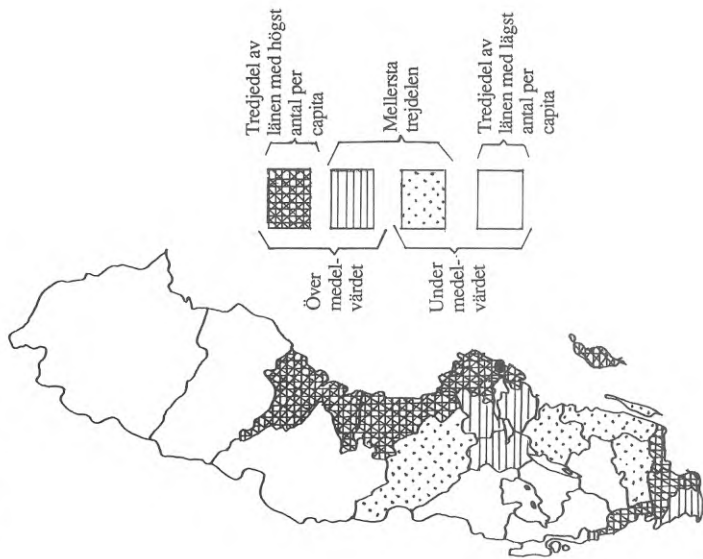 Tredjedel av
länen med högst
antal per
capita
Över
medel-
värdet
Mellersta
trejdelen
Under
medel-
värdet
Tredjedel av
länen med lägst
antal per
capita